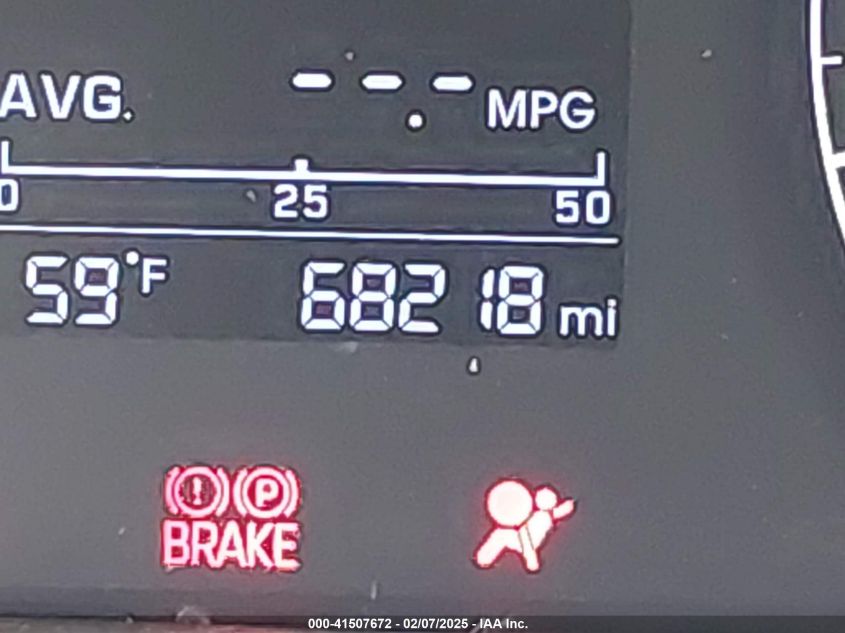 AVG. --.- MPG
0 25 50
59°F 68218 mi
! P
BRAKE
000-41507672 - 02/07/2025 - IAA Inc.